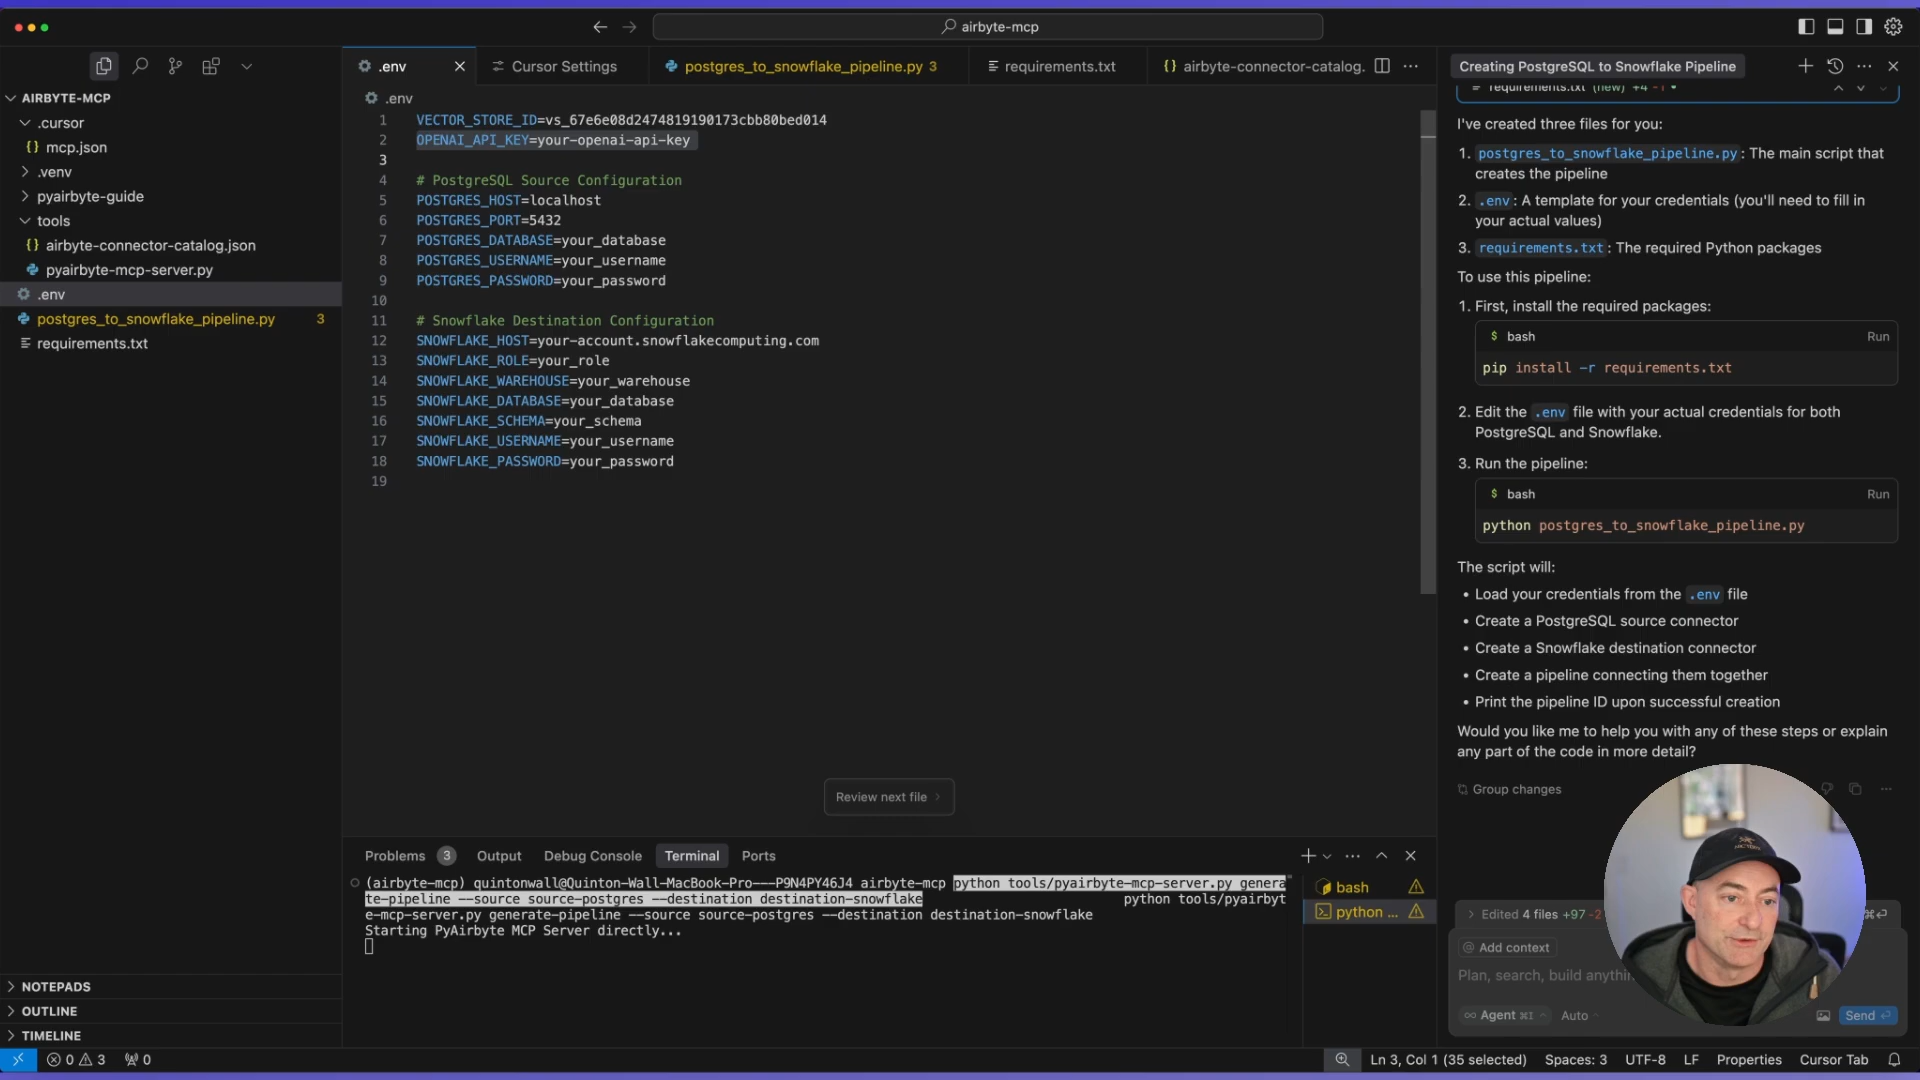 airbyte-mcp
.env
Cursor Settings
postgres_to_snowflake_pipeline.py 3
requirements.txt
airbyte-connector-catalog.
Creating PostgreSQL to Snowflake Pipeline
AIRBYTE-MCP
.cursor
mcp.json
.venv
pyairbyte-guide
tools
airbyte-connector-catalog.json
pyairbyte-mcp-server.py
.env
postgres_to_snowflake_pipeline.py 3
requirements.txt
NOTEPADS
OUTLINE
TIMELINE
.env
1 VECTOR_STORE_ID=vs_67e6e08d2474819190173cbb80bed014
2 OPENAI_API_KEY=your-openai-api-key
3
4 # PostgreSQL Source Configuration
5 POSTGRES_HOST=localhost
6 POSTGRES_PORT=5432
7 POSTGRES_DATABASE=your_database
8 POSTGRES_USERNAME=your_username
9 POSTGRES_PASSWORD=your_password
10
11 # Snowflake Destination Configuration
12 SNOWFLAKE_HOST=your-account.snowflakecomputing.com
13 SNOWFLAKE_ROLE=your_role
14 SNOWFLAKE_WAREHOUSE=your_warehouse
15 SNOWFLAKE_DATABASE=your_database
16 SNOWFLAKE_SCHEMA=your_schema
17 SNOWFLAKE_USERNAME=your_username
18 SNOWFLAKE_PASSWORD=your_password
19
Review next file
Problems 3 Output Debug Console Terminal Ports
(airbyte-mcp) quintonwall@Quinton-Wall-MacBook-Pro---P9N4PY46J4 airbyte-mcp python tools/pyairbyte-mcp-server.py genera
te-pipeline --source source-postgres --destination destination-snowflake python tools/pyairbyt
e-mcp-server.py generate-pipeline --source source-postgres --destination destination-snowflake
Starting PyAirbyte MCP Server directly...
bash
python ...
requirements.txt (new) +4 -1
I've created three files for you:
1. postgres_to_snowflake_pipeline.py: The main script that
creates the pipeline
2. .env: A template for your credentials (you'll need to fill in
your actual values)
3. requirements.txt: The required Python packages
To use this pipeline:
1. First, install the required packages:
$ bash Run
pip install -r requirements.txt
2. Edit the .env file with your actual credentials for both
PostgreSQL and Snowflake.
3. Run the pipeline:
$ bash Run
python postgres_to_snowflake_pipeline.py
The script will:
• Load your credentials from the .env file
• Create a PostgreSQL source connector
• Create a Snowflake destination connector
• Create a pipeline connecting them together
• Print the pipeline ID upon successful creation
Would you like me to help you with any of these steps or explain
any part of the code in more detail?
Group changes
Edited 4 files +97 -2
Add context
Plan, search, build
Agent ⌘I Auto Send
0 3 0
Ln 3, Col 1 (35 selected) Spaces: 3 UTF-8 LF Properties Cursor Tab